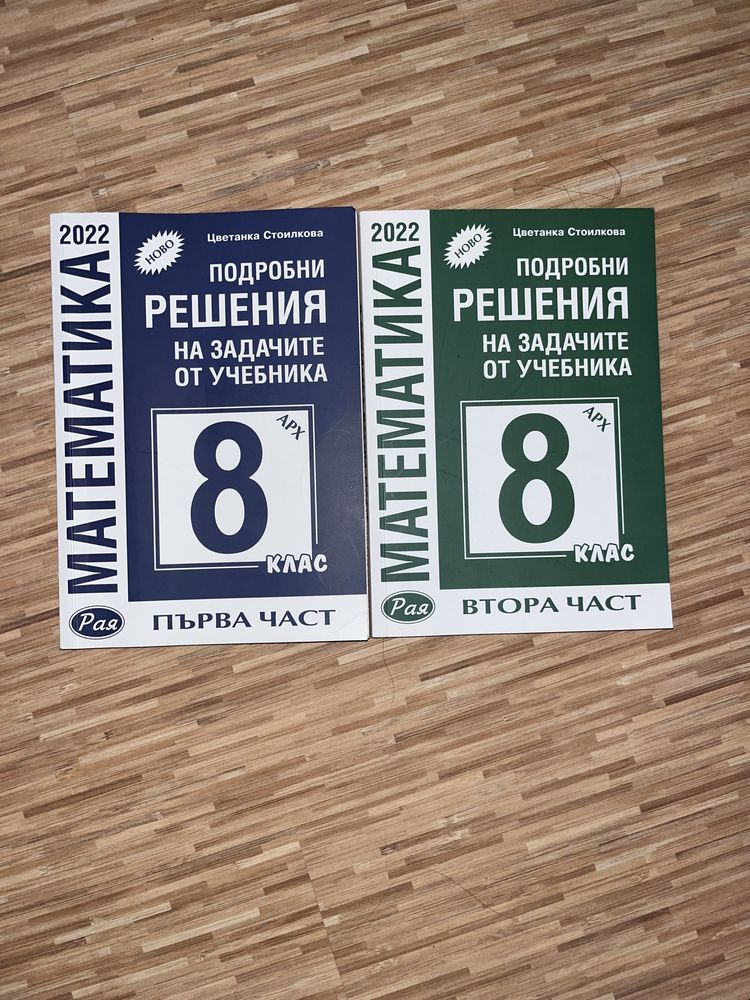 2022
МАТЕМАТИКА
НОВО
Цветанка Стоилкова
ПОДРОБНИ
РЕШЕНИЯ
НА ЗАДАЧИТЕ
ОТ УЧЕБНИКА
АРХ
8
КЛАС
Рая
ПЪРВА ЧАСТ
2022
МАТЕМАТИКА
НОВО
Цветанка Стоилкова
ПОДРОБНИ
РЕШЕНИЯ
НА ЗАДАЧИТЕ
ОТ УЧЕБНИКА
АРХ
8
КЛАС
Рая
ВТОРА ЧАСТ